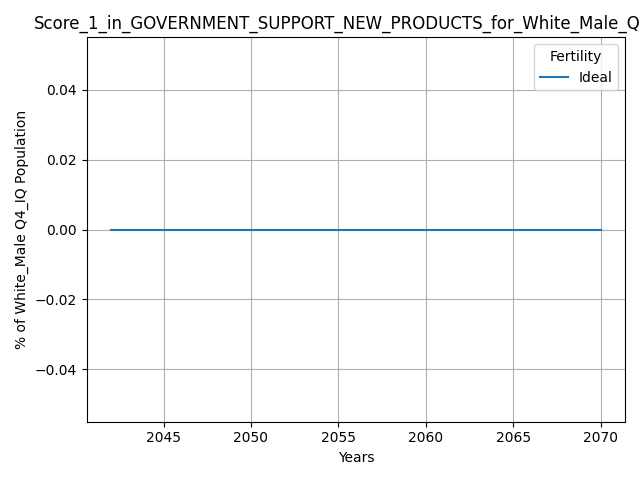 Score_1_in_GOVERNMENT_SUPPORT_NEW_PRODUCTS_for_White_Male_Q
Fertility
Ideal
% of White_Male Q4_IQ Population
0.04
0.02
0.00
−0.02
−0.04
2045 2050 2055 2060 2065 2070
Years